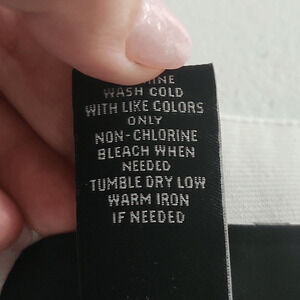 WASH COLD
WITH LIKE COLORS
ONLY
NON-CHLORINE
BLEACH WHEN
NEEDED
TUMBLE DRY LOW
WARM IRON
IF NEEDED